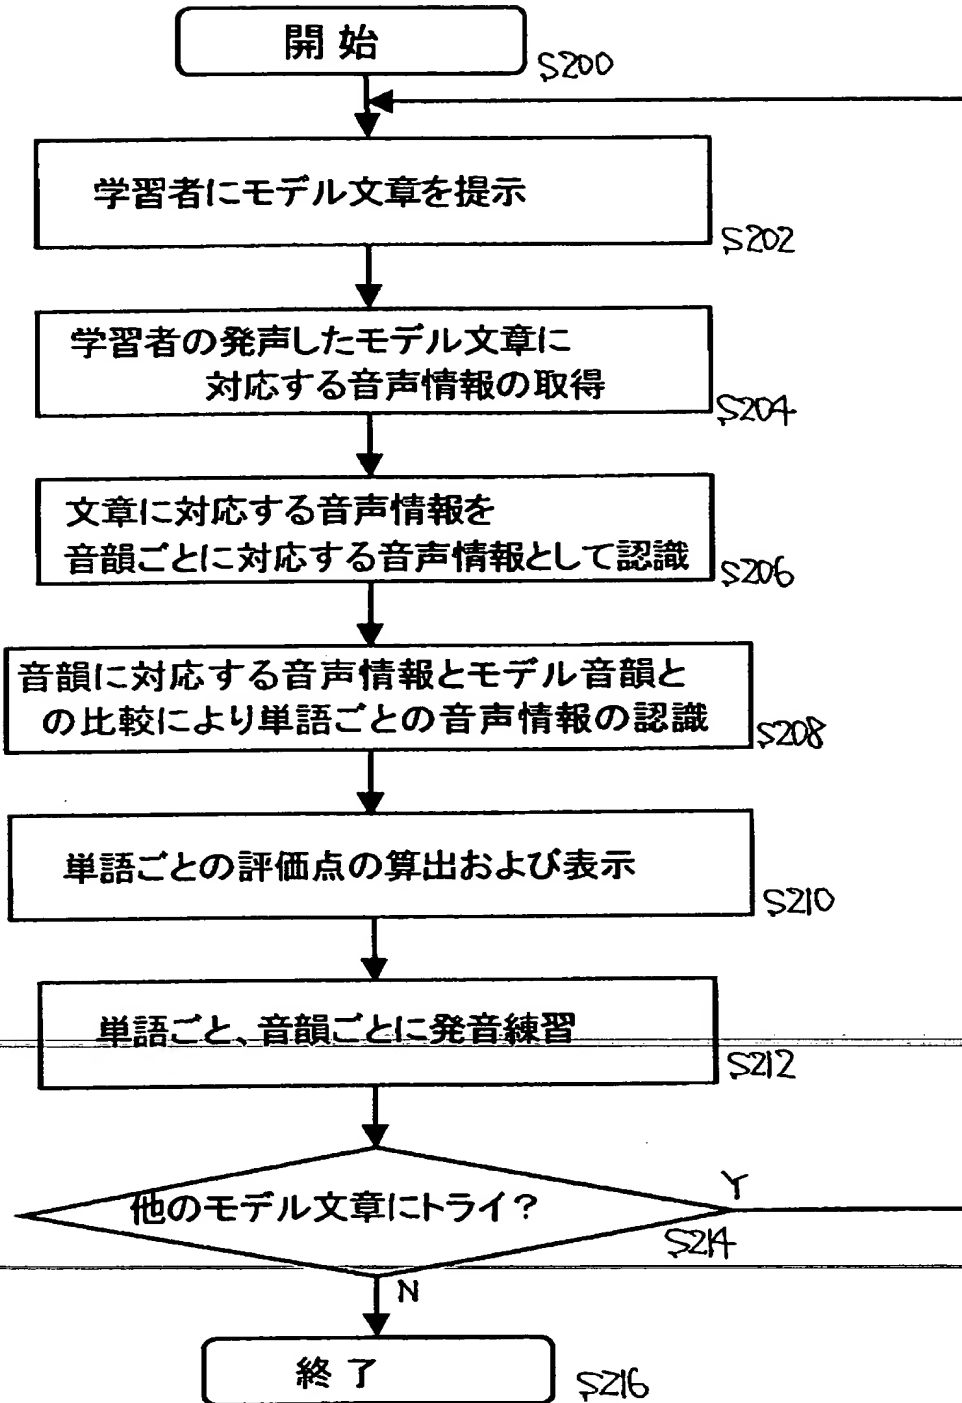 開始
S200
学習者にモデル文章を提示
S202
学習者の発声したモデル文章に
対応する音声情報の取得
S204
文章に対応する音声情報を
音韻ごとに対応する音声情報として認識
S206
音韻に対応する音声情報とモデル音韻と
の比較により単語ごとの音声情報の認識
S208
単語ごとの評価点の算出および表示
S210
単語ごと、音韻ごとに発音練習
S212
他のモデル文章にトライ?
Y
S214
N
終了
S216